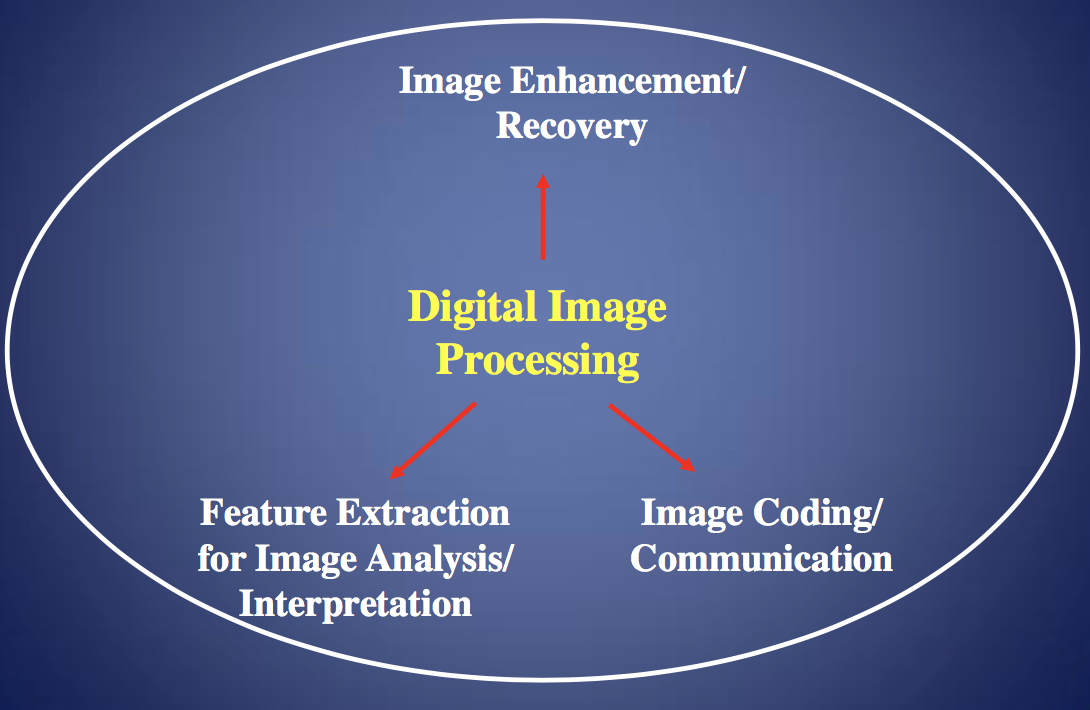 Image Enhancement/
Recovery
Digital Image
Processing
Feature Extraction
for Image Analysis/
Interpretation
Image Coding/
Communication